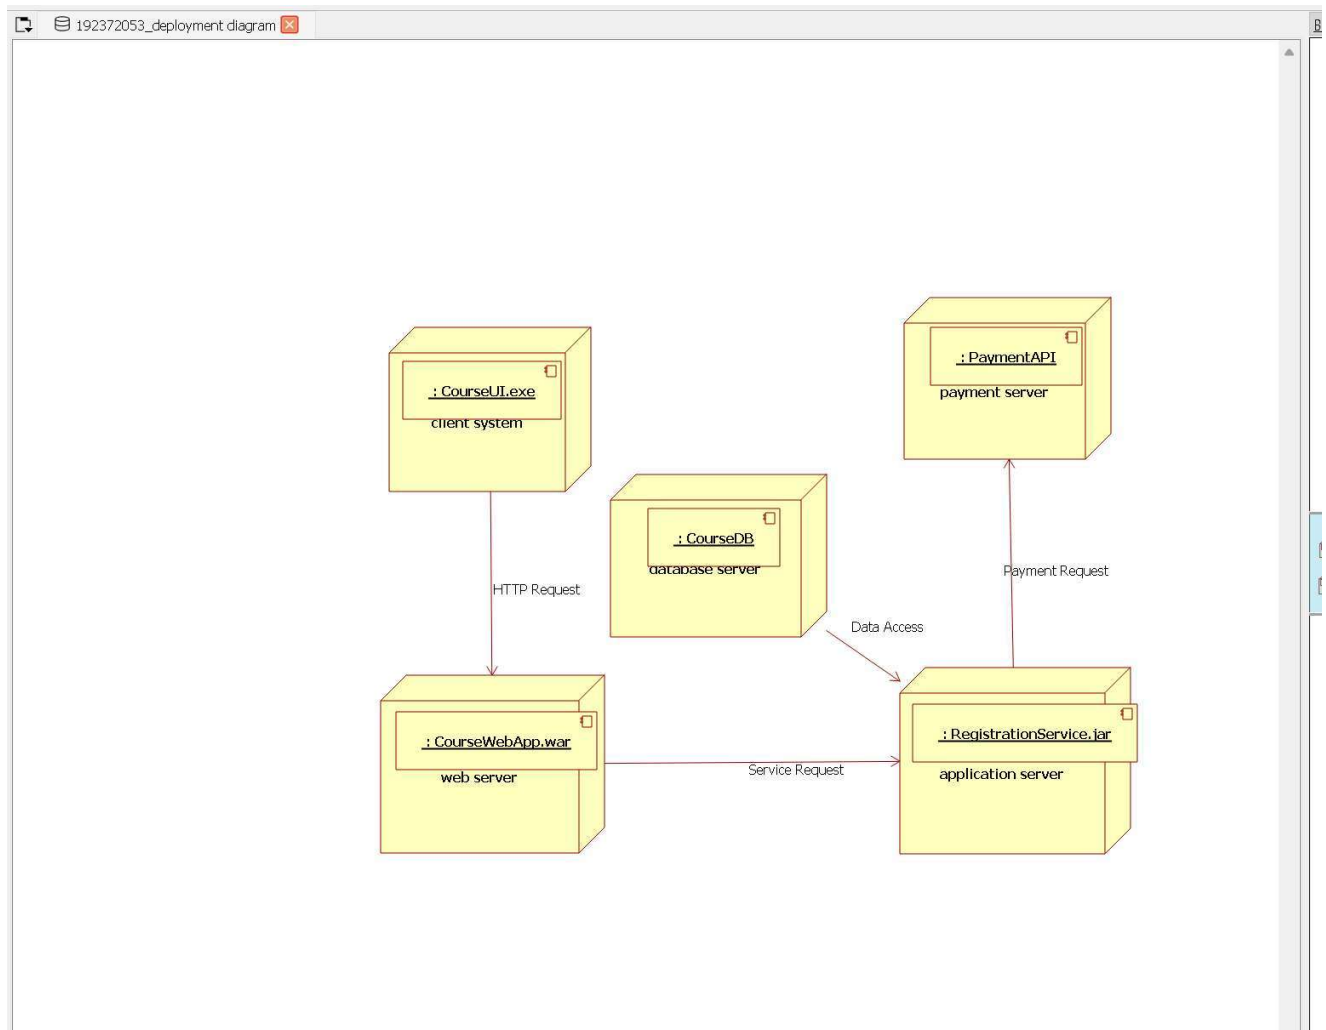 192372053_deployment diagram
B
: CourseUI.exe
client system
: PaymentAPI
payment server
: CourseDB
database server
HTTP Request
Payment Request
Data Access
: CourseWebApp.war
web server
Service Request
: RegistrationService.jar
application server